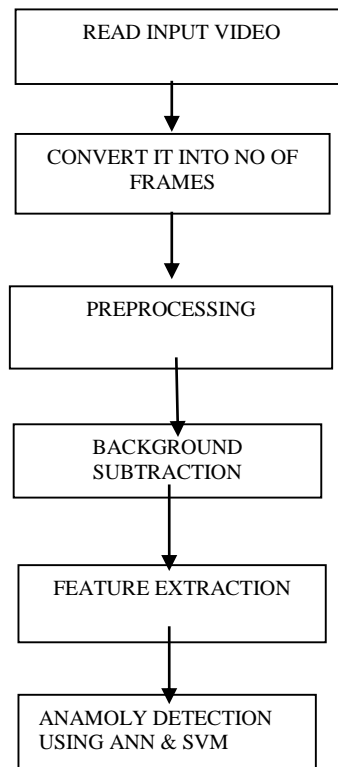 READ INPUT VIDEO
CONVERT IT INTO NO OF
FRAMES
PREPROCESSING
BACKGROUND
SUBTRACTION
FEATURE EXTRACTION
ANAMOLY DETECTION
USING ANN & SVM